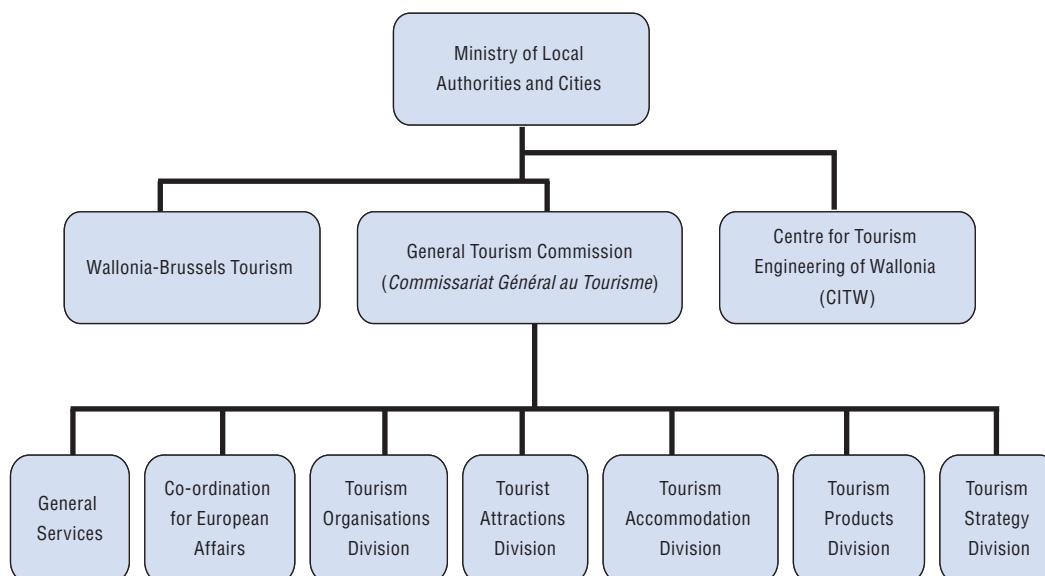 Ministry of Local
Authorities and Cities
Wallonia-Brussels Tourism
General Tourism Commission
(Commissariat Général au Tourisme)
Centre for Tourism
Engineering of Wallonia
(CITW)
General
Services
Co-ordination
for European
Affairs
Tourism
Organisations
Division
Tourist
Attractions
Division
Tourism
Accommodation
Division
Tourism
Products
Division
Tourism
Strategy
Division